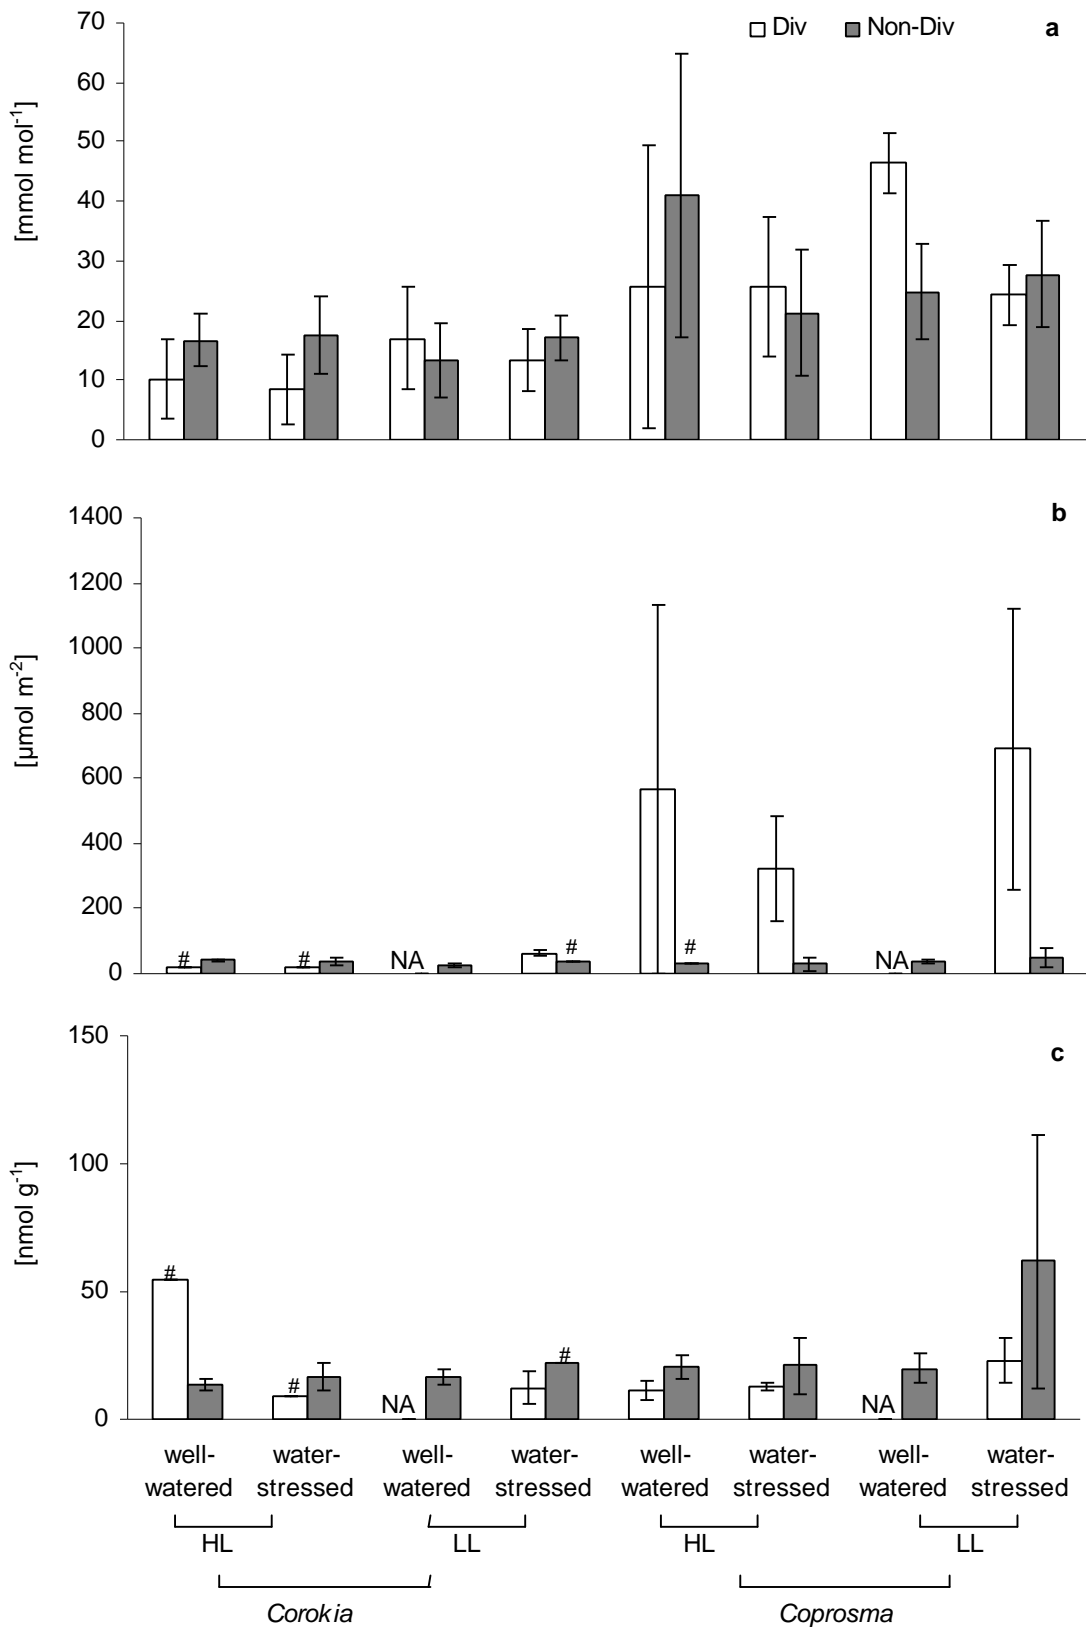 Div Non-Div a
70
60
50
40
30
20
10
0
[mmol mol-1]
b
1400
1200
1000
800
600
400
200
0
[µmol m-2]
# # NA # # NA
c
150
100
50
0
[nmol g-1]
# # NA # NA
well- water- well- water- well- water- well- water-
watered stressed watered stressed watered stressed watered stressed
HL LL HL LL
Corokia Coprosma